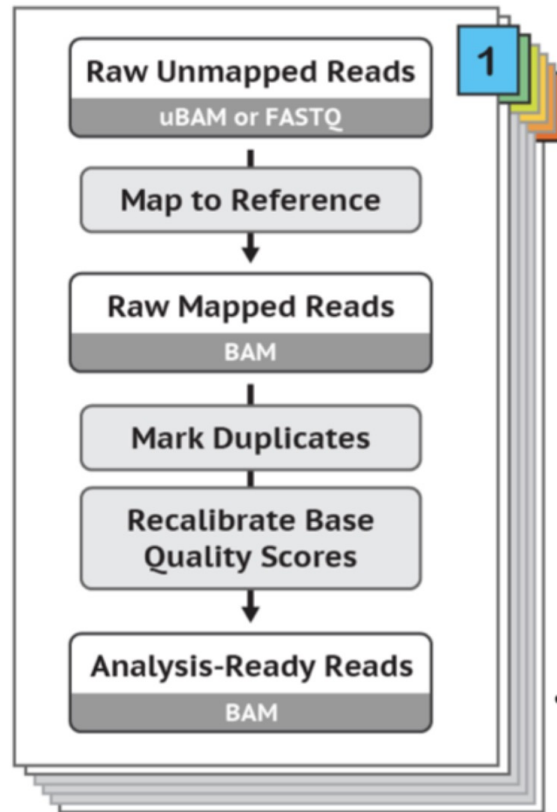 1
Raw Unmapped Reads
uBAM or FASTQ
Map to Reference
Raw Mapped Reads
BAM
Mark Duplicates
Recalibrate Base
Quality Scores
Analysis-Ready Reads
BAM